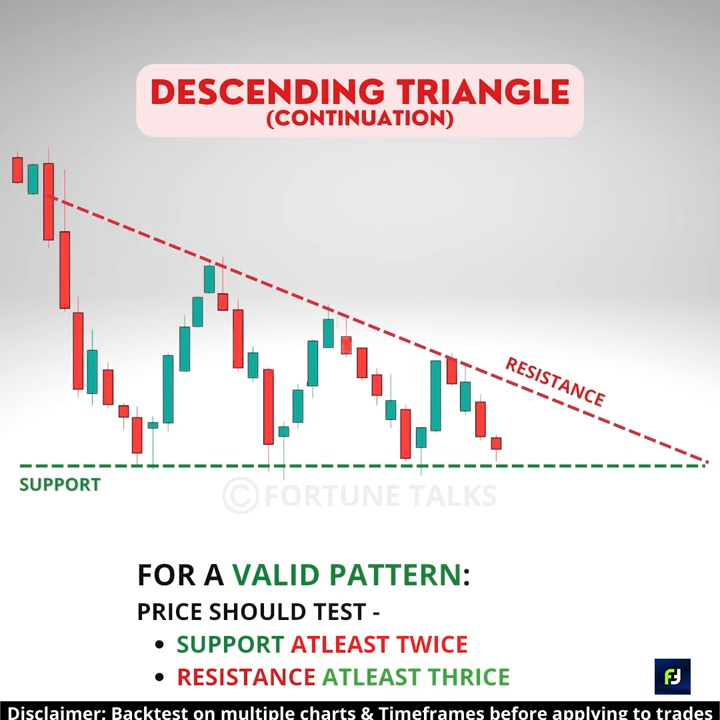 DESCENDING TRIANGLE
(CONTINUATION)
RESISTANCE
SUPPORT
©FORTUNE TALKS
FOR A VALID PATTERN:
PRICE SHOULD TEST -
• SUPPORT ATLEAST TWICE
• RESISTANCE ATLEAST THRICE
Disclaimer: Backtest on multiple charts & Timeframes before applying to trades